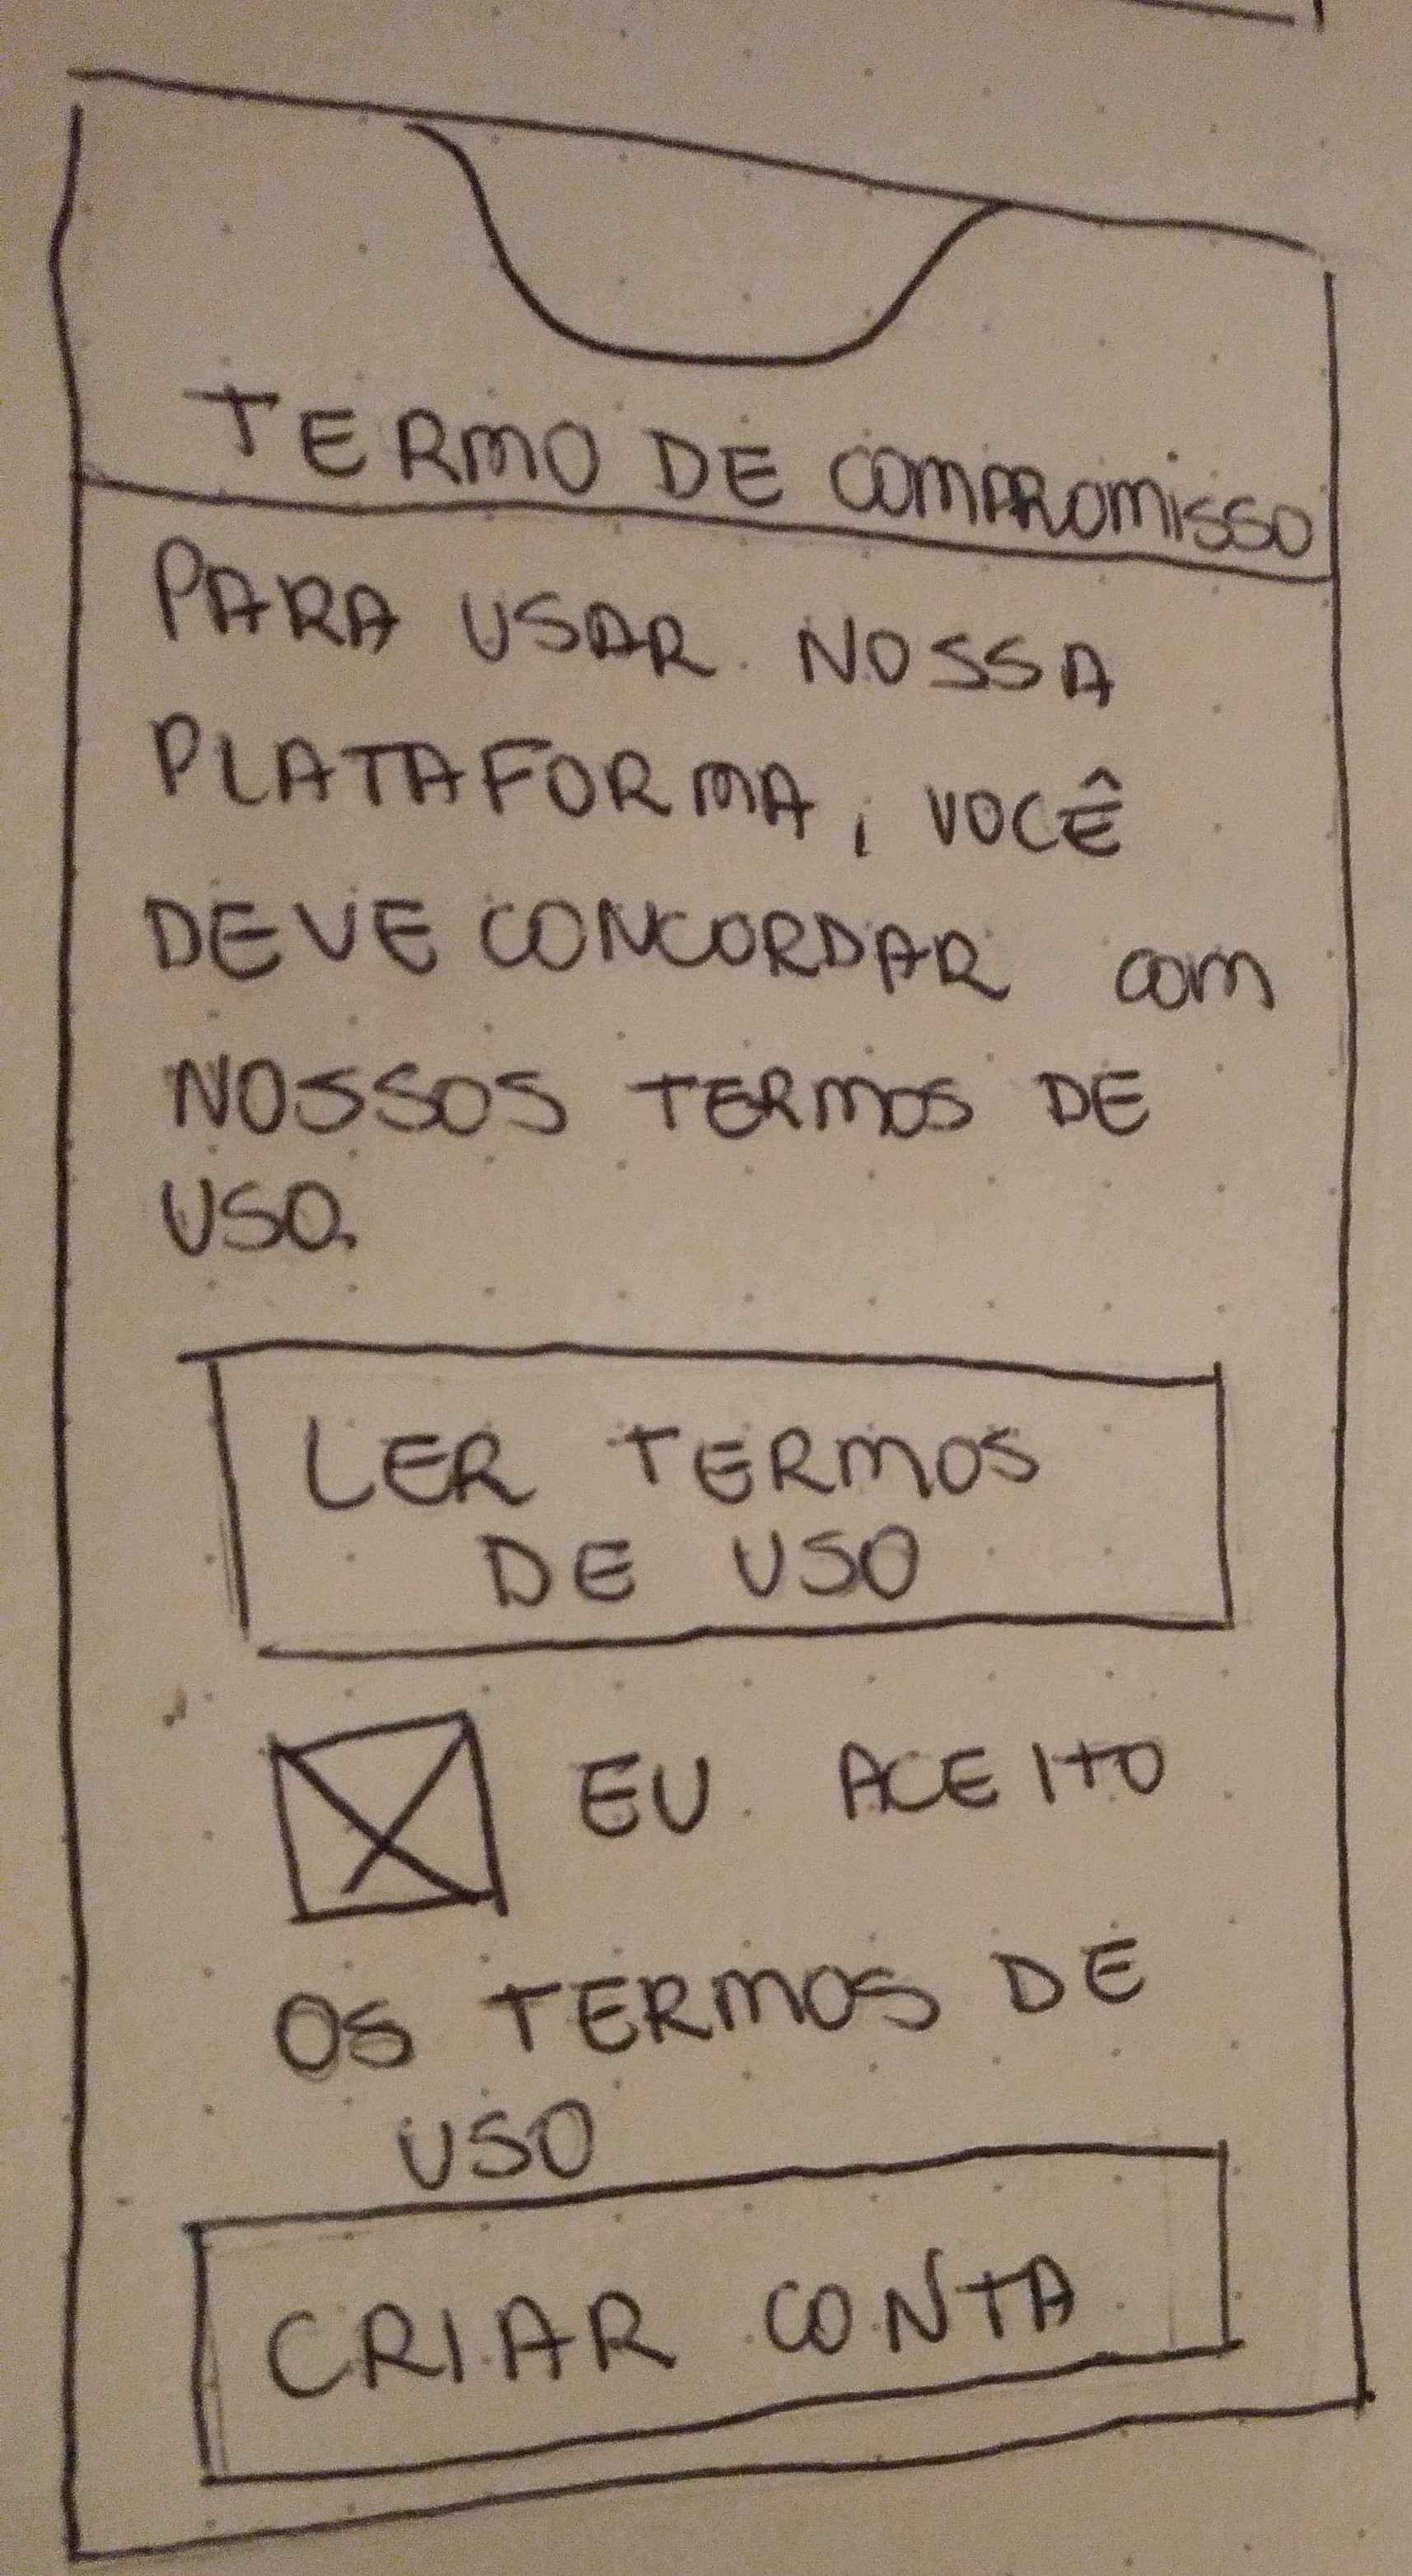 TERMO DE COMPROMISSO
PARA USAR NOSSA
PLATAFORMA, VOCÊ
DEVE CONCORDAR COM
NOSSOS TERMOS DE
USO.
LER TERMOS
DE USO
EU ACEITO
OS TERMOS DE
USO
CRIAR CONTA